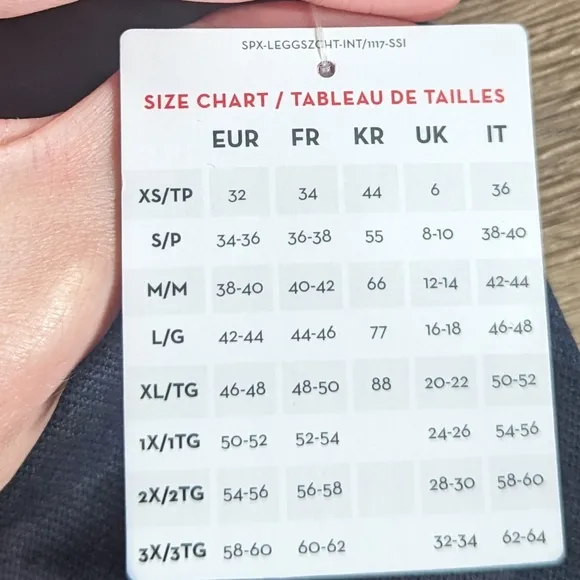 SPX-LEGGSZCHT-INT/1117-SSI
SIZE CHART / TABLEAU DE TAILLES
EUR FR KR UK IT
XS/TP 32 34 44 6 36
S/P 34-36 36-38 55 8-10 38-40
M/M 38-40 40-42 66 12-14 42-44
L/G 42-44 44-46 77 16-18 46-48
XL/TG 46-48 48-50 88 20-22 50-52
1X/1TG 50-52 52-54 24-26 54-56
2X/2TG 54-56 56-58 28-30 58-60
3X/3TG 58-60 60-62 32-34 62-64